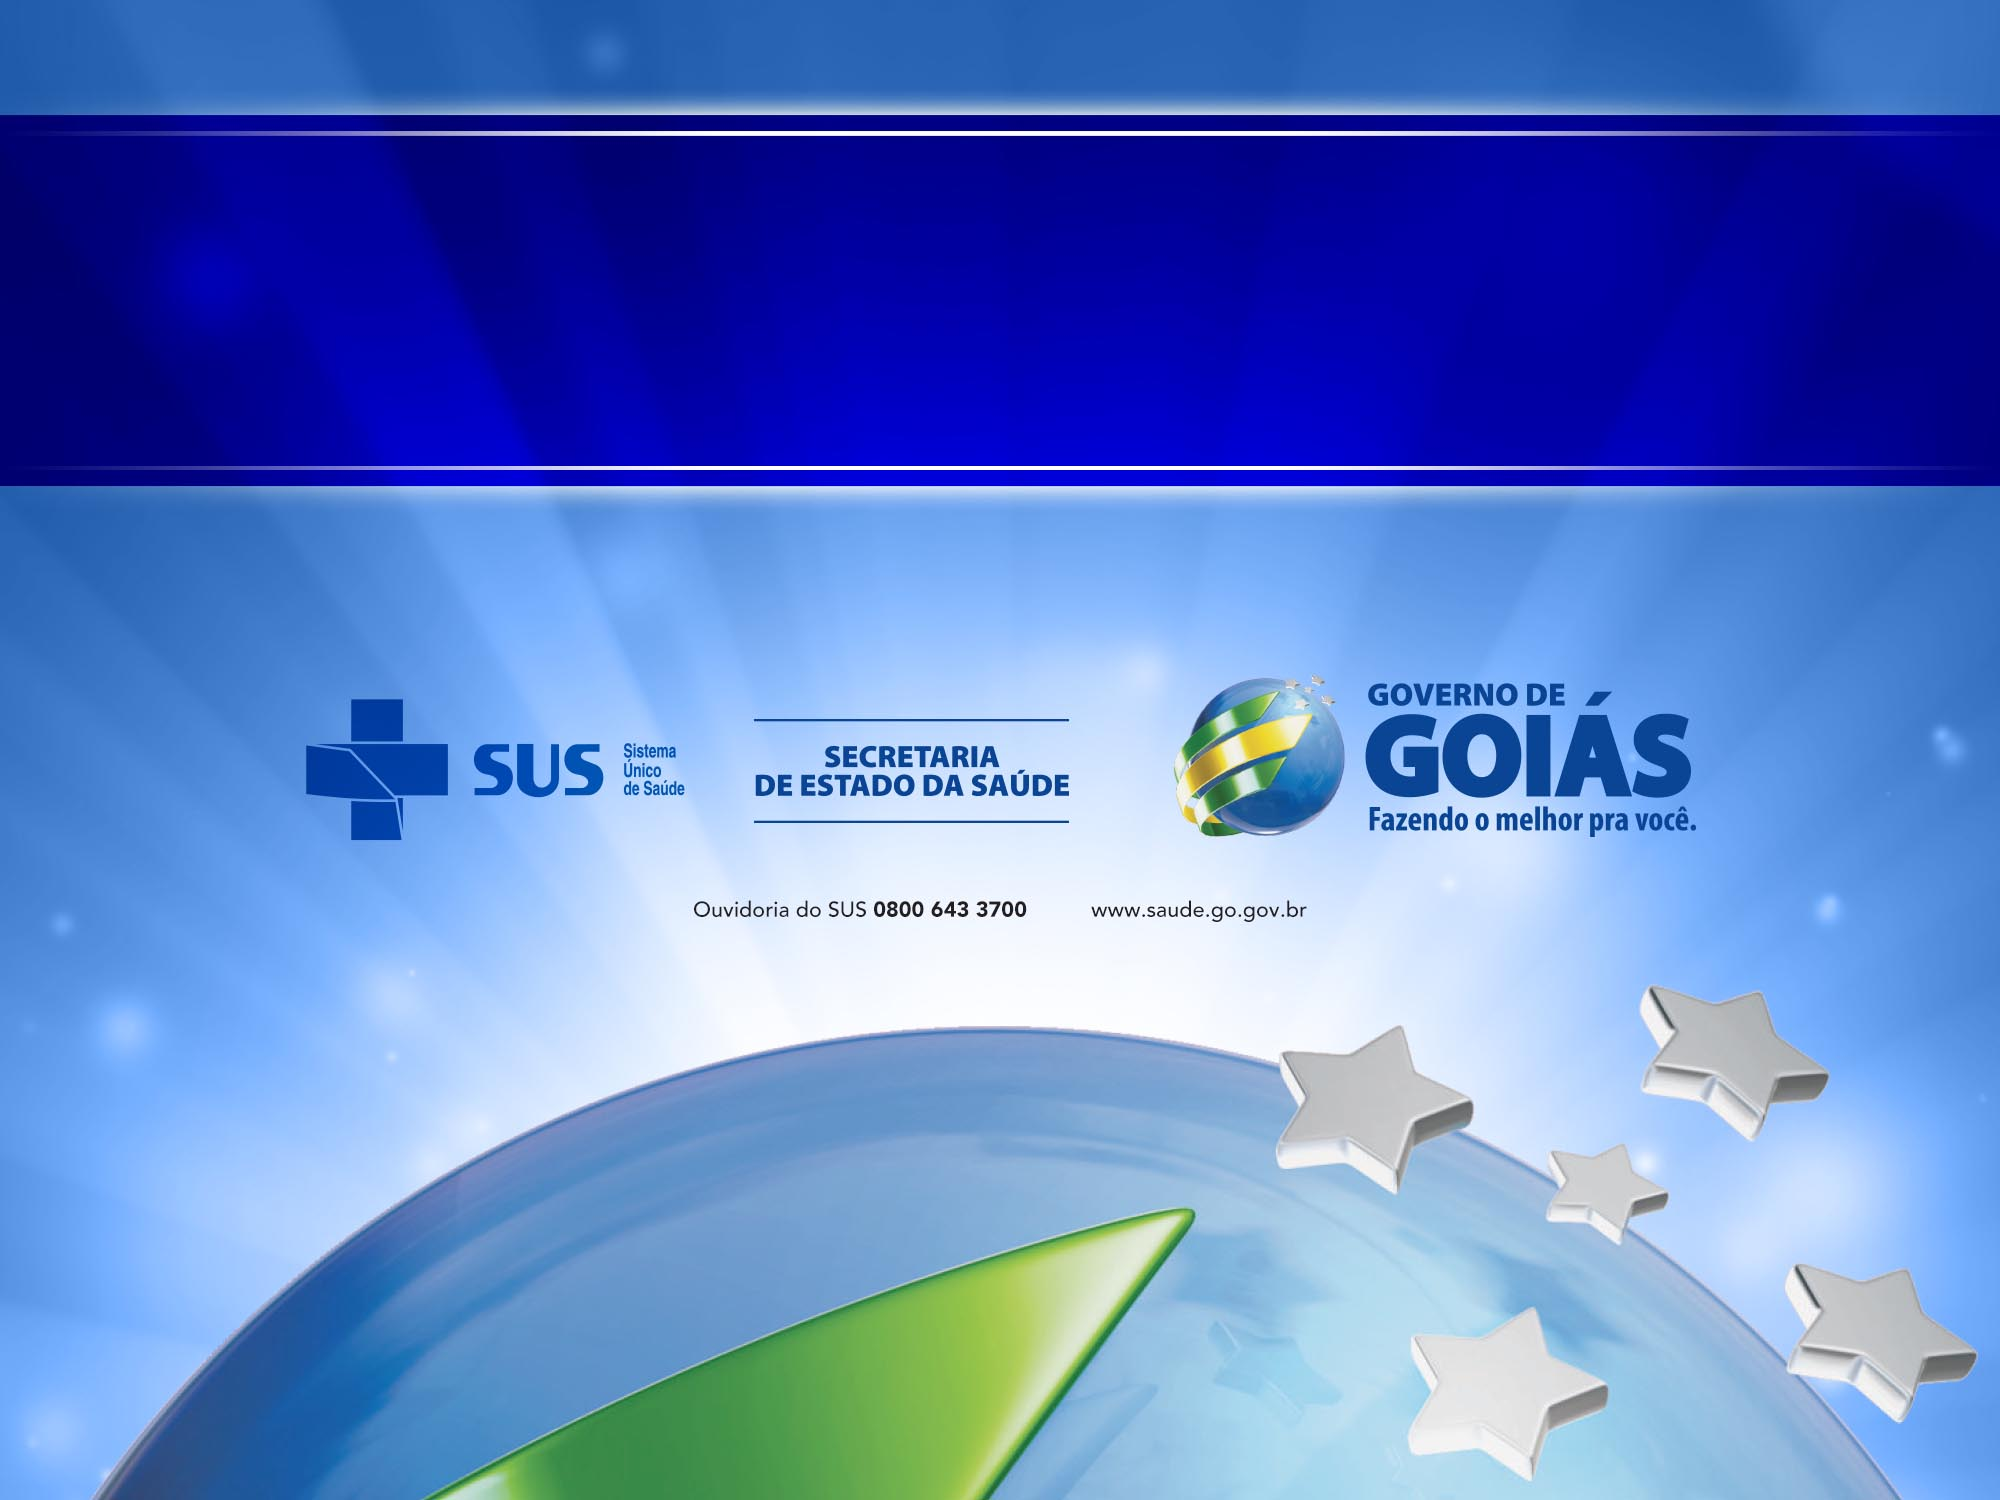 SUS
Sistema
Único
de Saúde
SECRETARIA
DE ESTADO DA SAÚDE
GOVERNO DE
GOIÁS
Fazendo o melhor pra você.
Ouvidoria do SUS 0800 643 3700 www.saude.go.gov.br